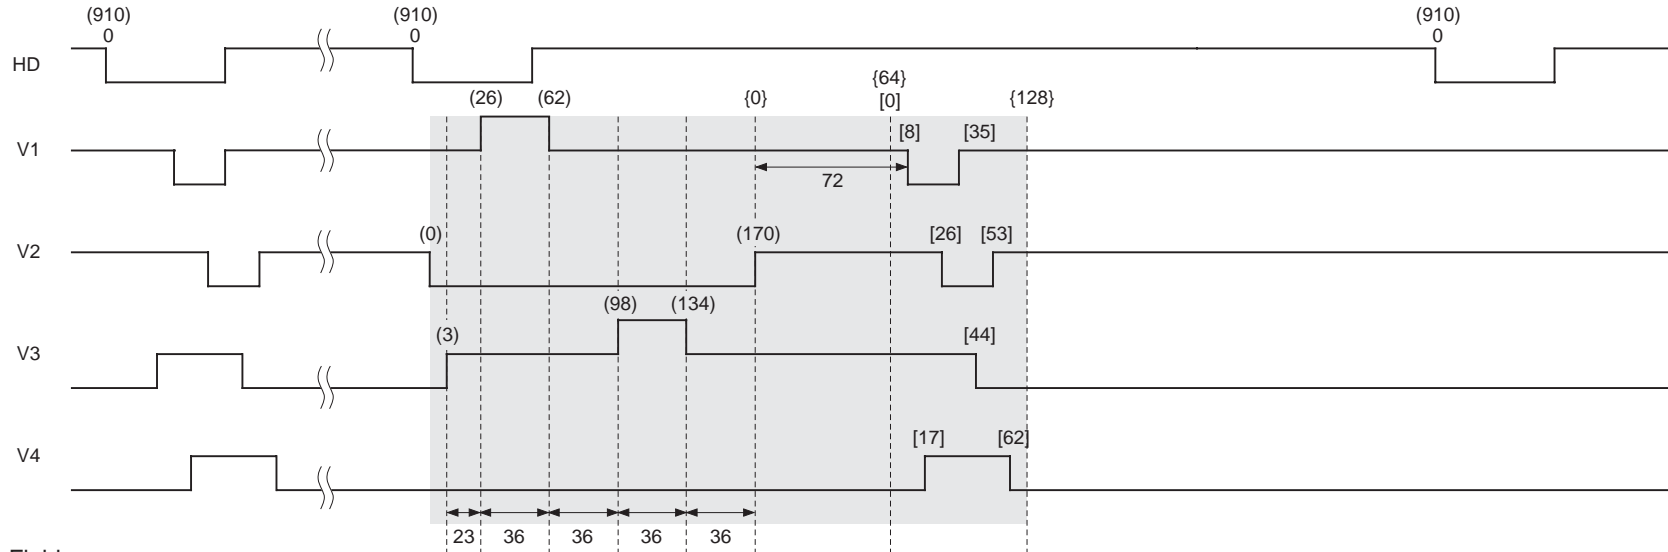 (910) (910) (910)
0 0 0
HD
{64}
(26) (62) {0} [0] {128}
[8] [35]
V1
72
(0) (170) [26] [53]
V2
(98) (134)
(3) [44]
V3
[17] [62]
V4
23 36 36 36 36